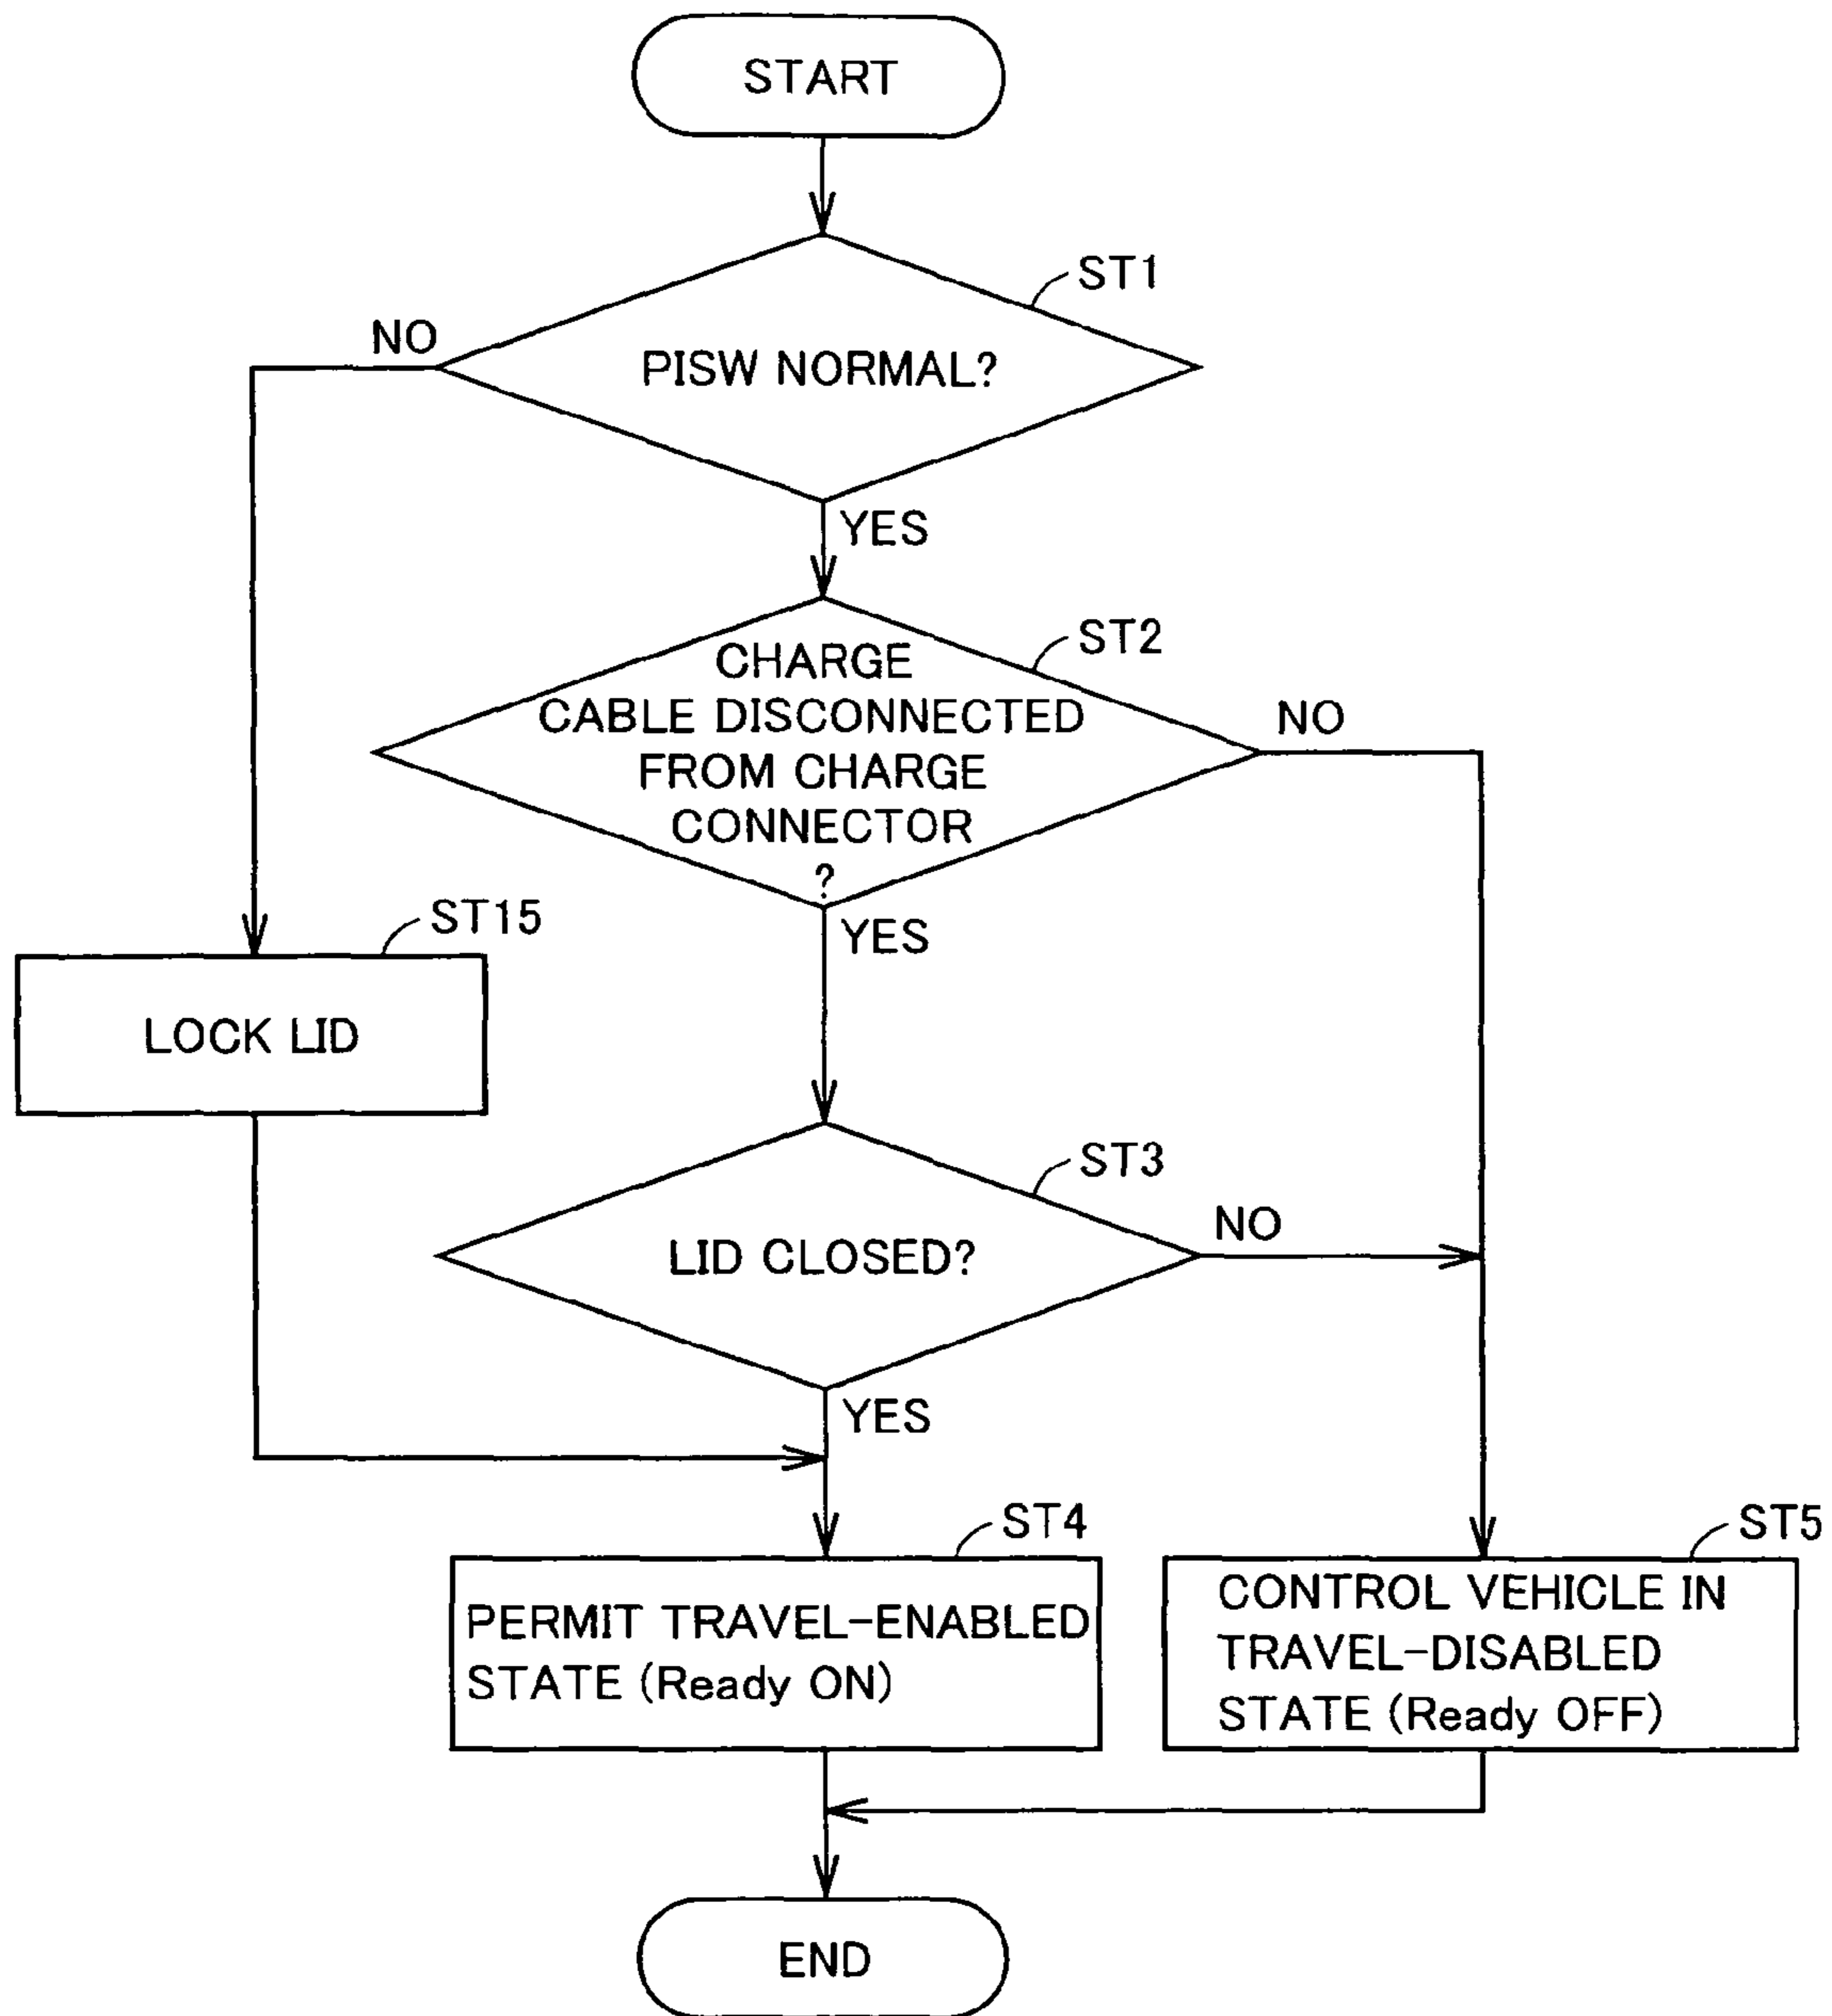 START
ST1
NO
PISW NORMAL?
YES
ST2
CHARGE
CABLE DISCONNECTED
FROM CHARGE
CONNECTOR
?
NO
YES
ST15
LOCK LID
ST3
NO
LID CLOSED?
YES
ST4
ST5
PERMIT TRAVEL-ENABLED
STATE (Ready ON)
CONTROL VEHICLE IN
TRAVEL-DISABLED
STATE (Ready OFF)
END